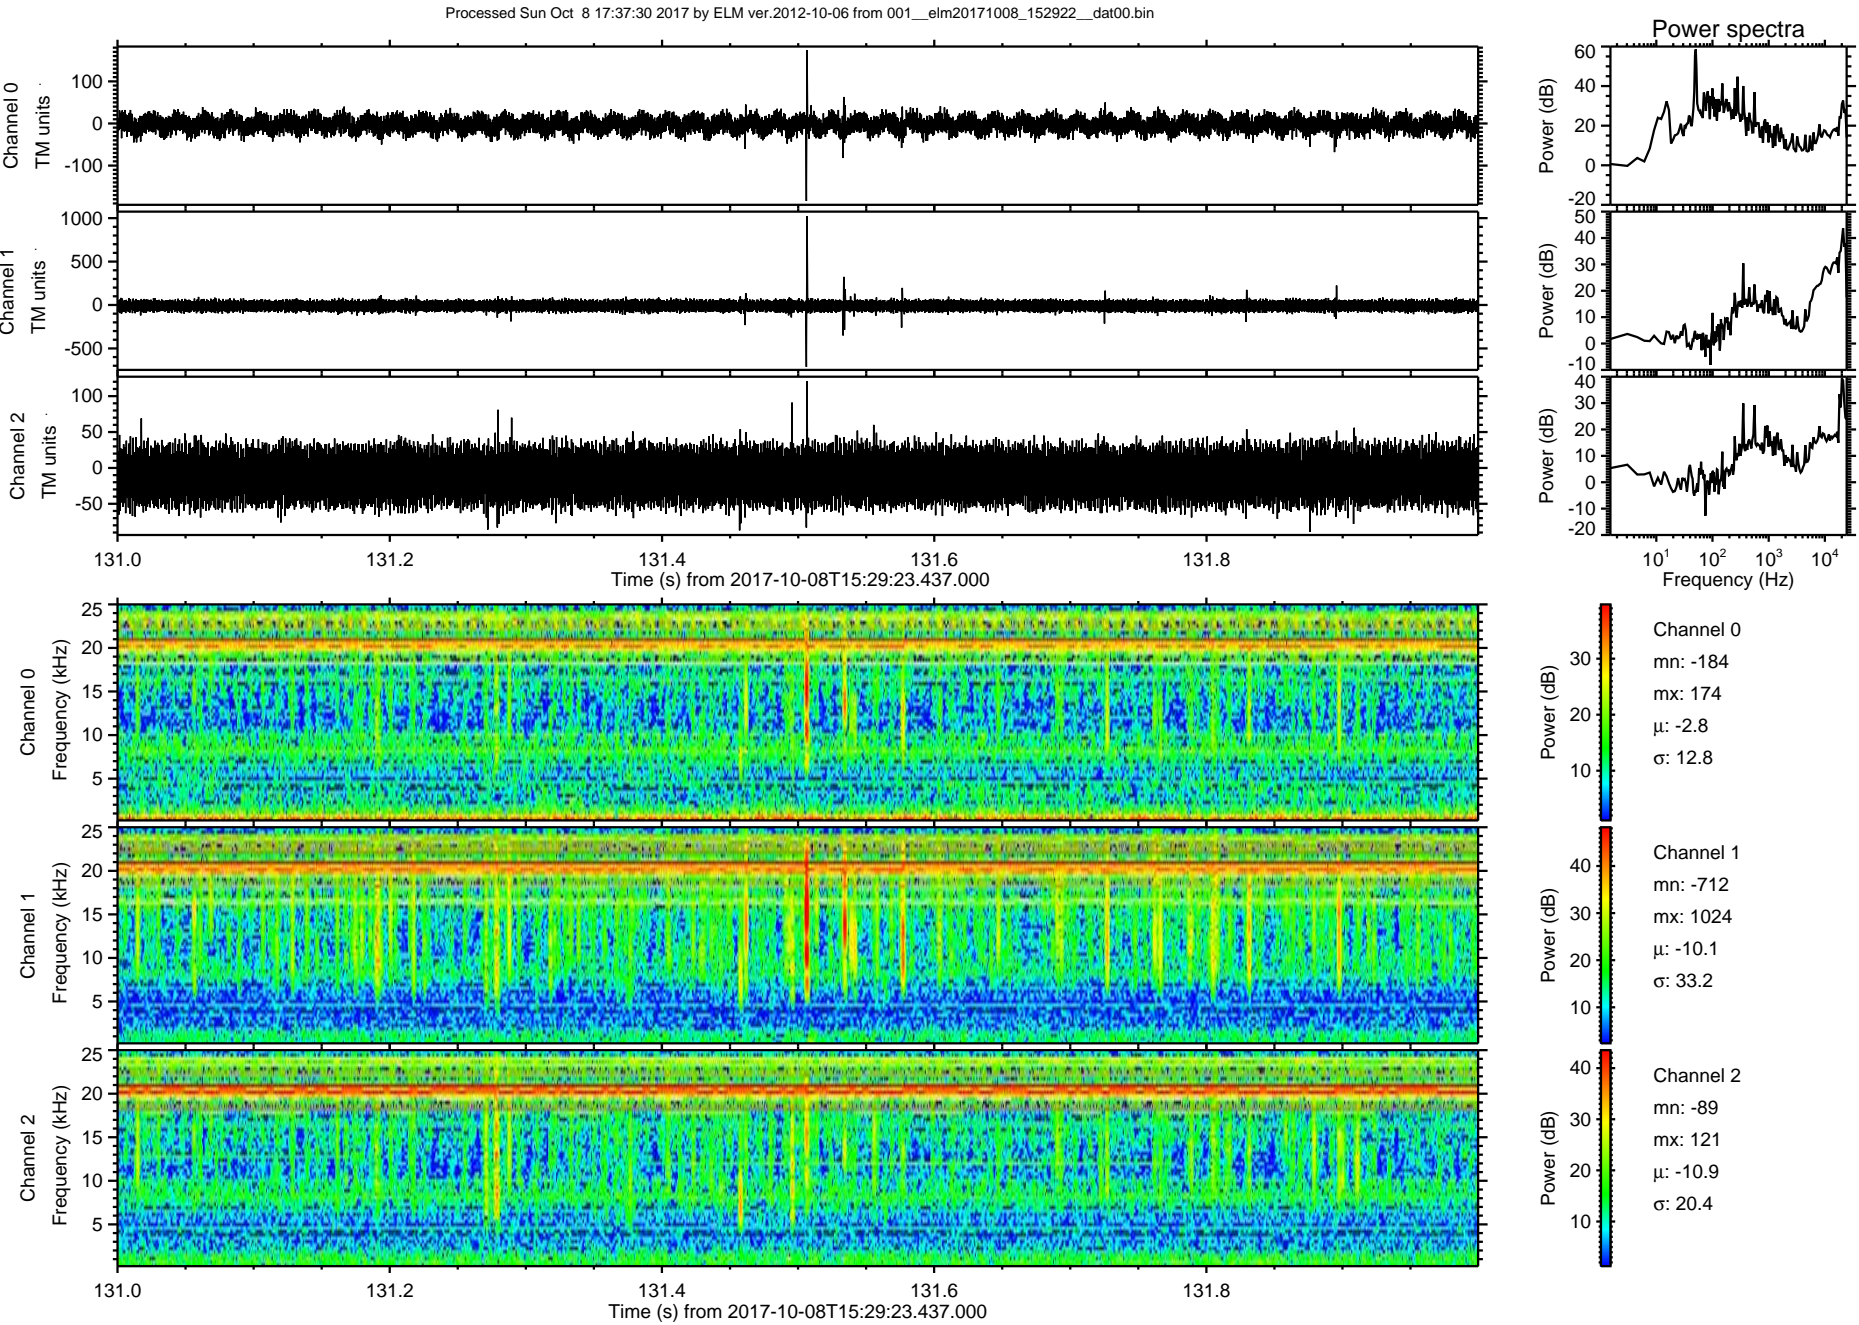 Processed Sun Oct  8 17:37:30 2017 by ELM ver.2012-10-06 from 001__elm20171008_152922__dat00.bin
Power spectra
Channel 0
TM units
100
0
-100
Power (dB)
60
40
20
0
-20
Channel 1
TM units
1000
500
0
-500
Power (dB)
50
40
30
20
10
0
-10
Channel 2
TM units
100
50
0
-50
Power (dB)
40
30
20
10
0
-10
-20
131.0 131.2 131.4 131.6 131.8
Time (s) from 2017-10-08T15:29:23.437.000
10^1 10^2 10^3 10^4
Frequency (Hz)
Channel 0
Frequency (kHz)
25
20
15
10
5
Power (dB)
30
20
10
Channel 0
mn: -184
mx: 174
μ: -2.8
σ: 12.8
Channel 1
Frequency (kHz)
25
20
15
10
5
Power (dB)
40
30
20
10
Channel 1
mn: -712
mx: 1024
μ: -10.1
σ: 33.2
Channel 2
Frequency (kHz)
25
20
15
10
5
Power (dB)
40
30
20
10
Channel 2
mn: -89
mx: 121
μ: -10.9
σ: 20.4
131.0 131.2 131.4 131.6 131.8
Time (s) from 2017-10-08T15:29:23.437.000